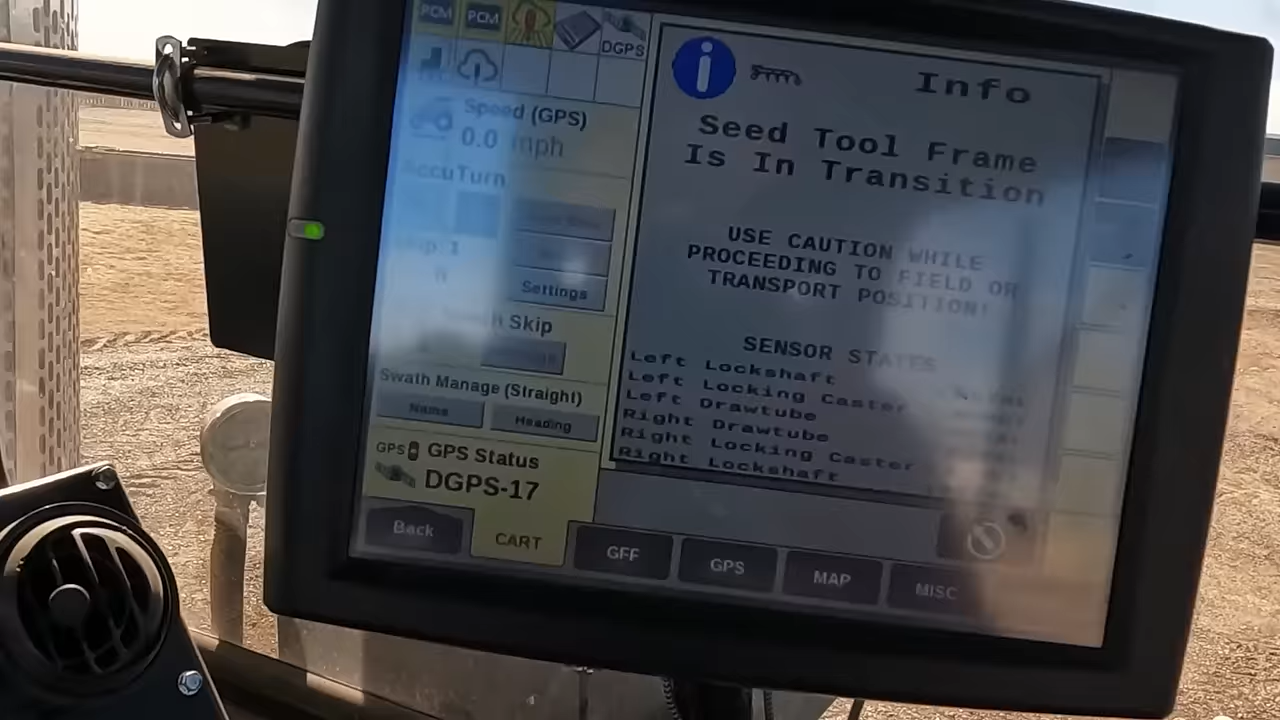 PCM
PCM
DGPS
Speed (GPS)
0.0 mph
AccuTurn
Settings
Skip
Swath Manage (Straight)
Name
Heading
GPS
GPS Status
DGPS-17
Back
CART
GFF
GPS
MAP
MISC
Info
Seed Tool Frame
Is In Transition
USE CAUTION WHILE
PROCEEDING TO FIELD OR
TRANSPORT POSITION!
SENSOR STATES
Left Lockshaft
Left Locking Caster
Left Drawtube
Right Drawtube
Right Locking Caster
Right Lockshaft